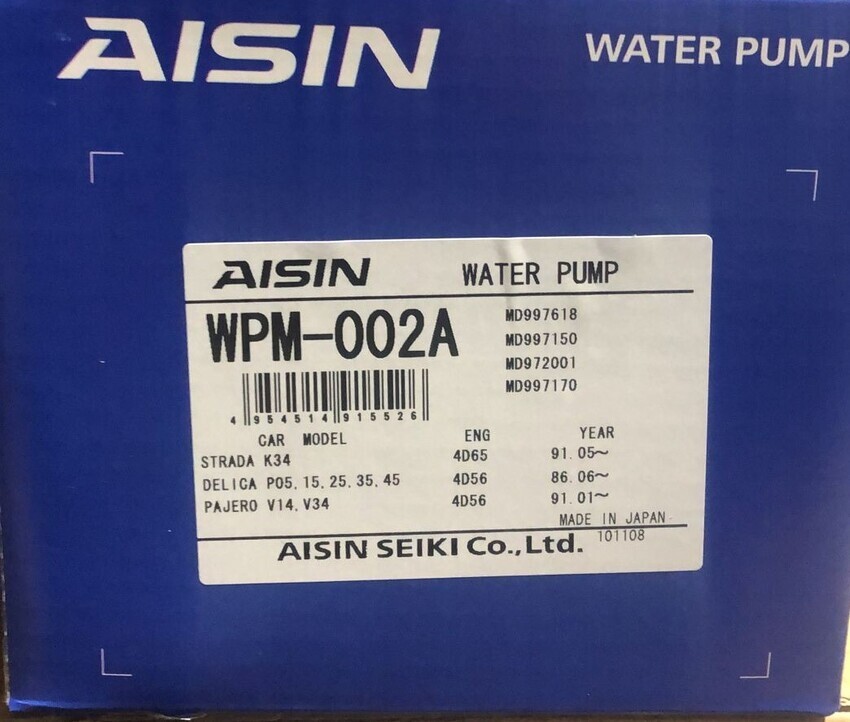 AISIN
WATER PUMP
AISIN WATER PUMP
WPM-002A
MD997618
MD997150
MD972001
MD997170
4 954514 915526
CAR MODEL ENG YEAR
STRADA K34 4D65 91.05~
DELICA P05,15,25,35,45 4D56 86.06~
PAJERO V14,V34 4D56 91.01~
MADE IN JAPAN
101108
AISIN SEIKI Co.,Ltd.